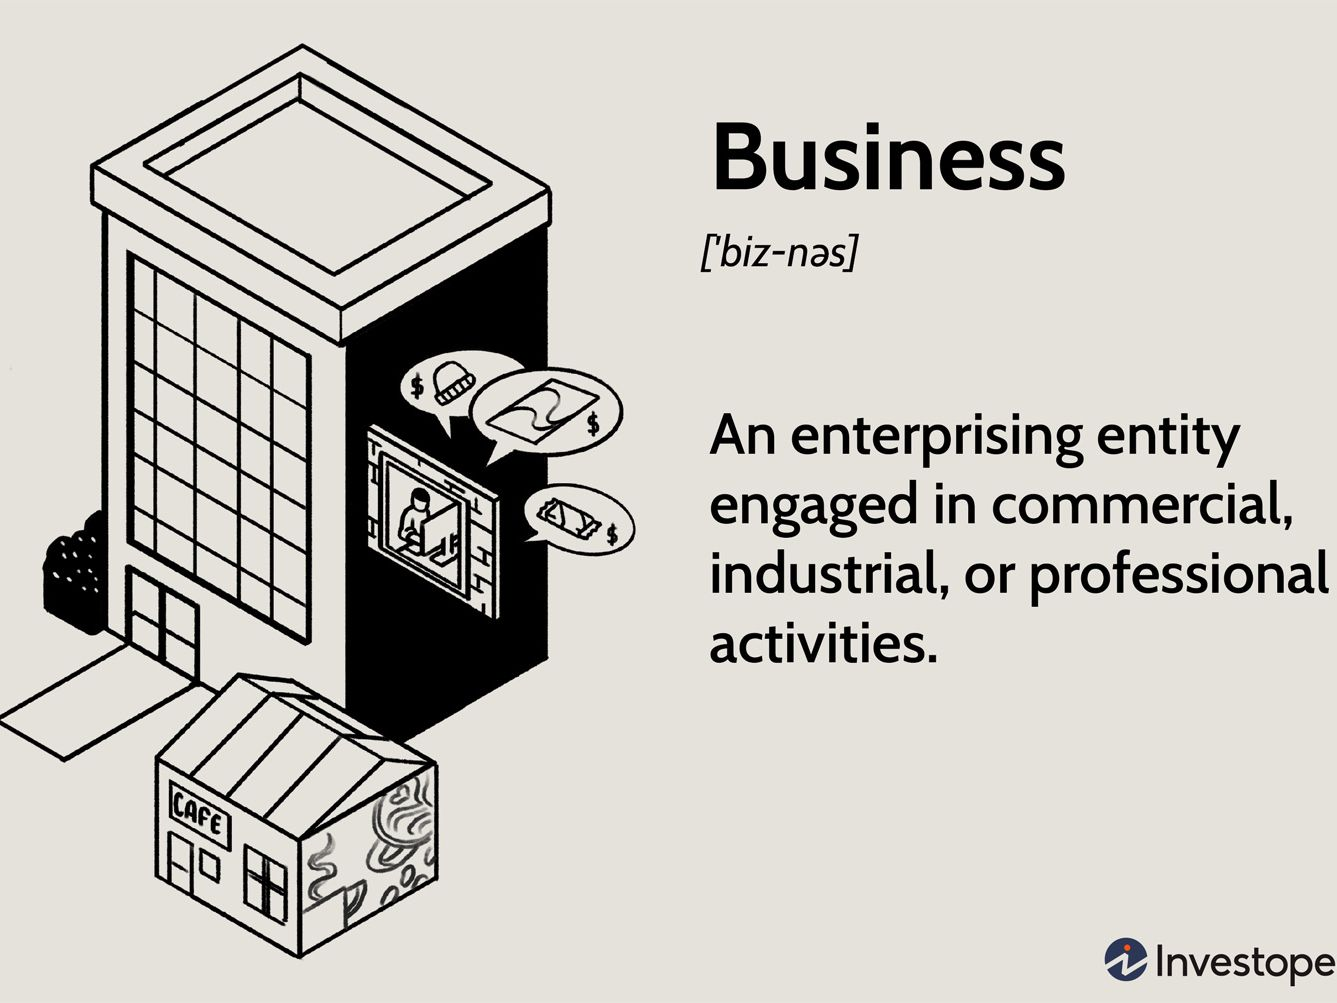 Business
['biz-nəs]
$
$
$
An enterprising entity
engaged in commercial,
industrial, or professional
activities.
CAFE
Investope